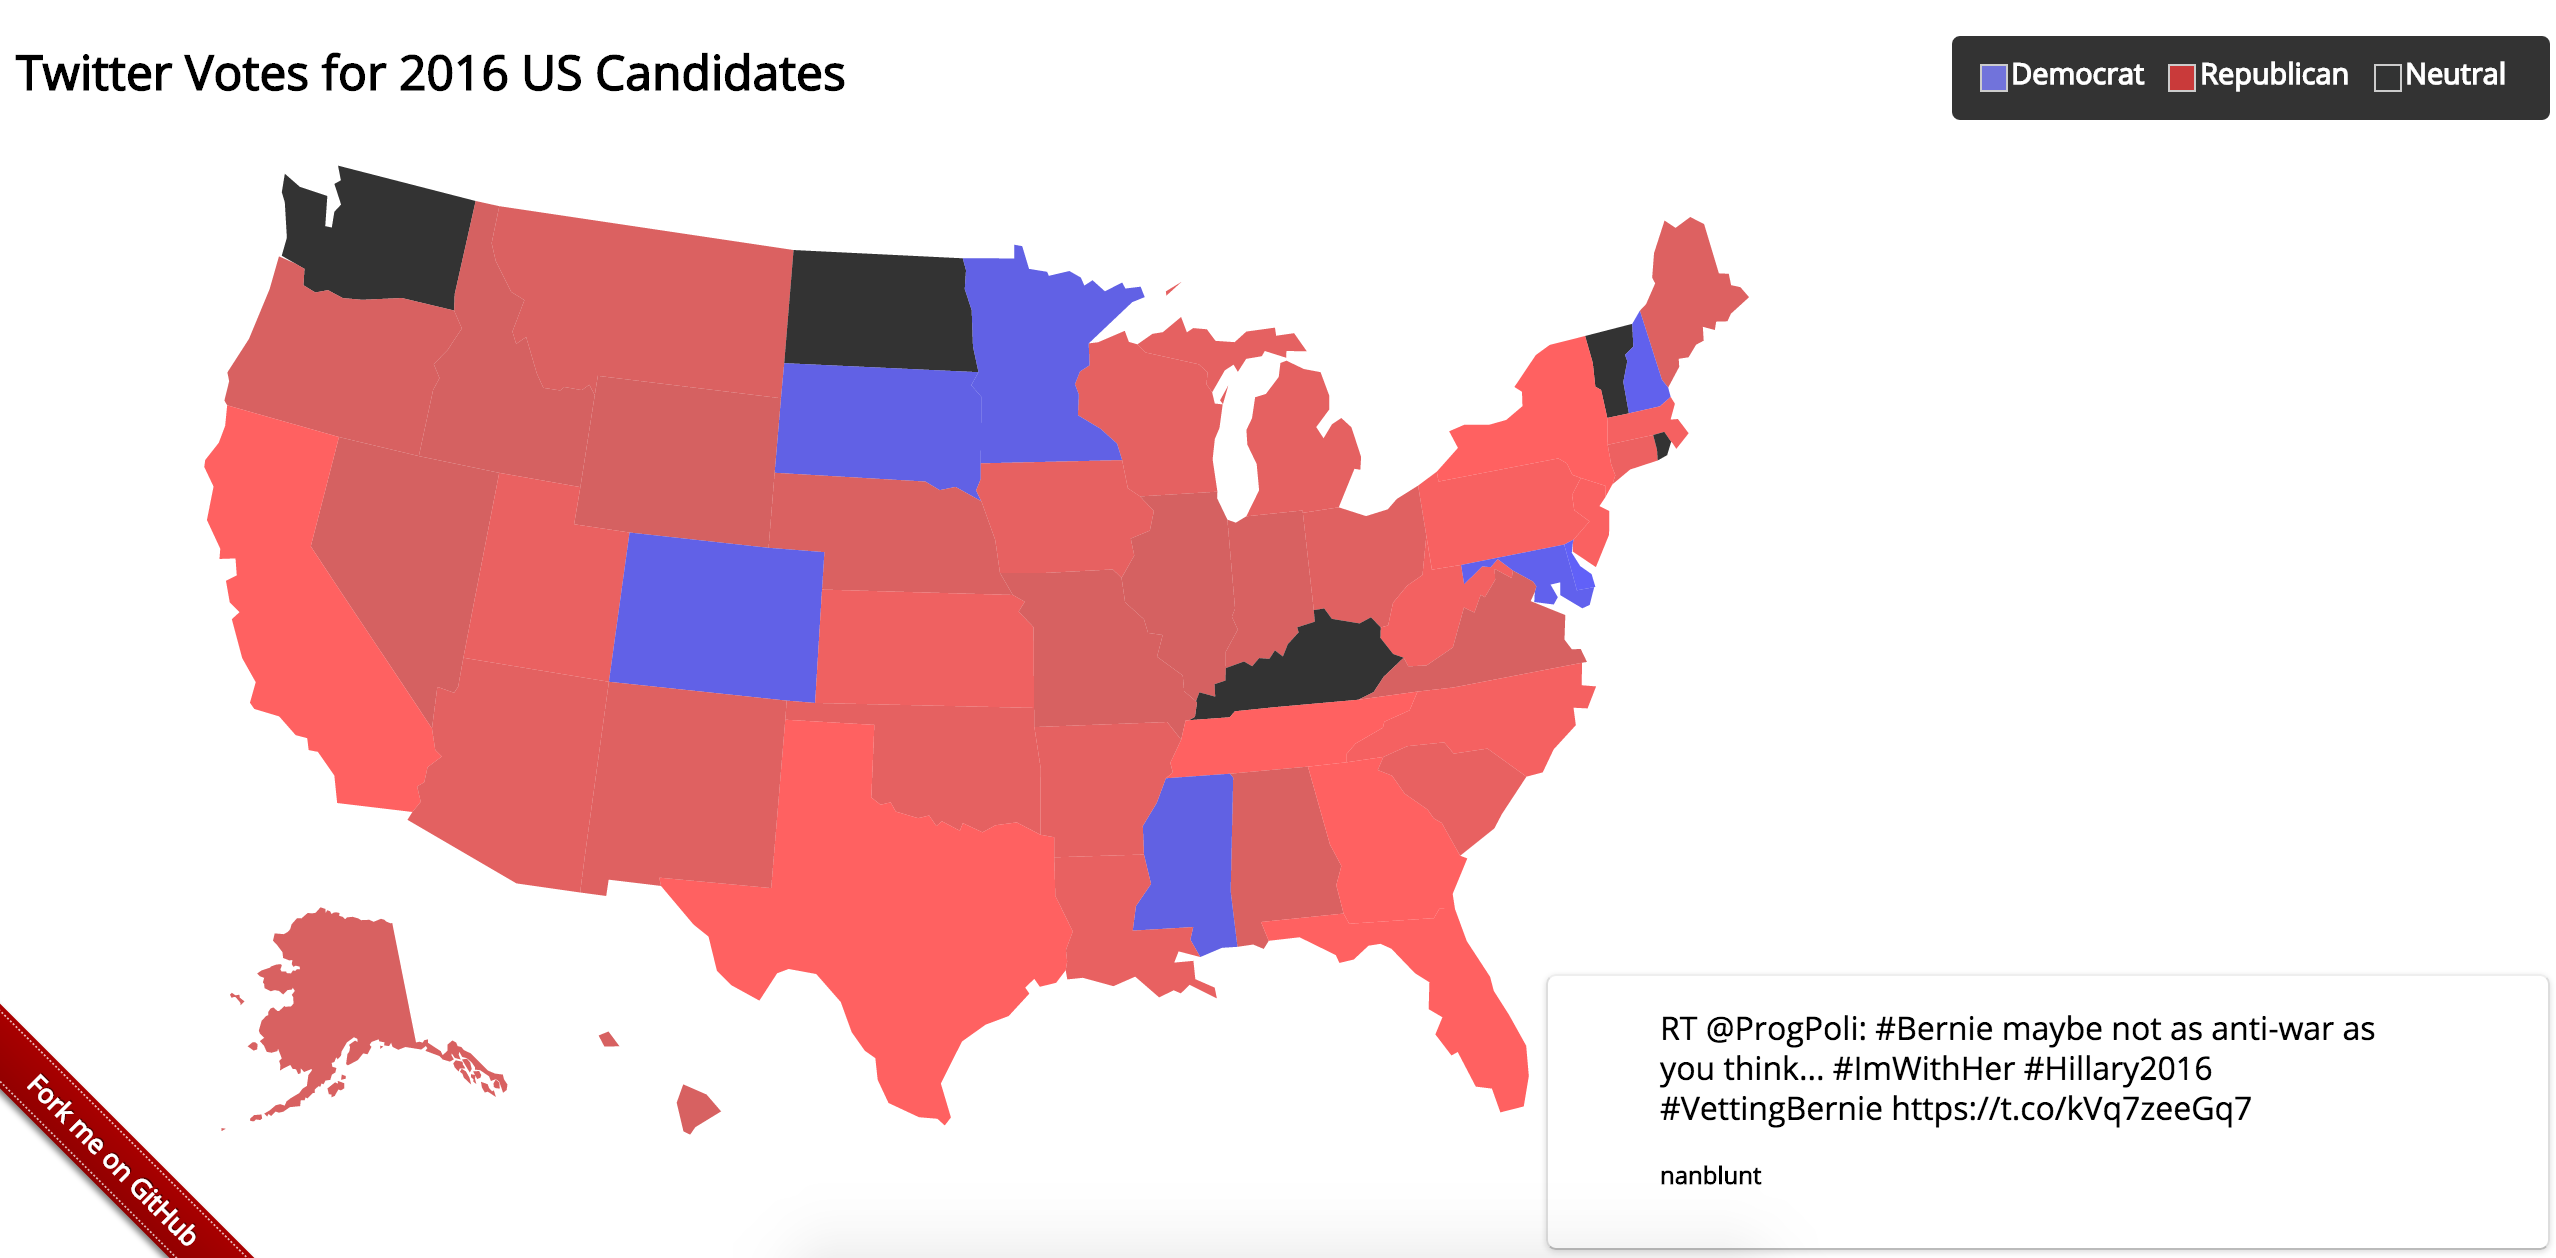 Twitter Votes for 2016 US Candidates
Democrat Republican Neutral
RT @ProgPoli: #Bernie maybe not as anti-war as
you think... #ImWithHer #Hillary2016
#VettingBernie https://t.co/kVq7zeeGq7
nanblunt
Fork me on GitHub